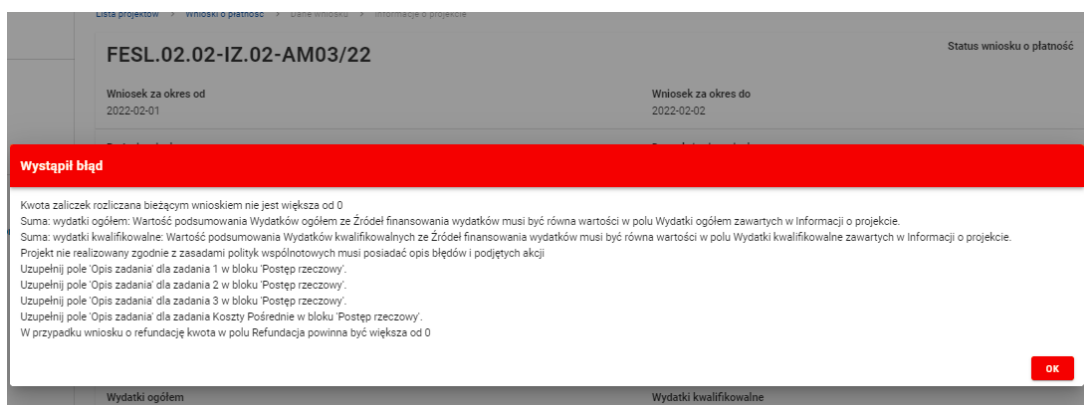 Lista projektów > Wnioski o płatność > Dane wniosku > Informacje o projekcie
FESL.02.02-IZ.02-AM03/22
Status wniosku o płatność
Wniosek za okres od
Wniosek za okres do
2022-02-01
2022-02-02
Wystąpił błąd
Kwota zaliczek rozliczana bieżącym wnioskiem nie jest większa od 0
Suma: wydatki ogółem: Wartość podsumowania Wydatków ogółem ze Źródeł finansowania wydatków musi być równa wartości w polu Wydatki ogółem zawartych w Informacji o projekcie.
Suma: wydatki kwalifikowalne: Wartość podsumowania Wydatków kwalifikowalnych ze Źródeł finansowania wydatków musi być równa wartości w polu Wydatki kwalifikowalne zawartych w Informacji o projekcie.
Projekt nie realizowany zgodnie z zasadami polityk wspólnotowych musi posiadać opis błędów i podjętych akcji
Uzupełnij pole 'Opis zadania' dla zadania 1 w bloku 'Postęp rzeczowy'.
Uzupełnij pole 'Opis zadania' dla zadania 2 w bloku 'Postęp rzeczowy'.
Uzupełnij pole 'Opis zadania' dla zadania 3 w bloku 'Postęp rzeczowy'.
Uzupełnij pole 'Opis zadania' dla zadania Koszty Pośrednie w bloku 'Postęp rzeczowy'.
W przypadku wniosku o refundację kwota w polu Refundacja powinna być większa od 0
OK
Wydatki ogółem
Wydatki kwalifikowalne